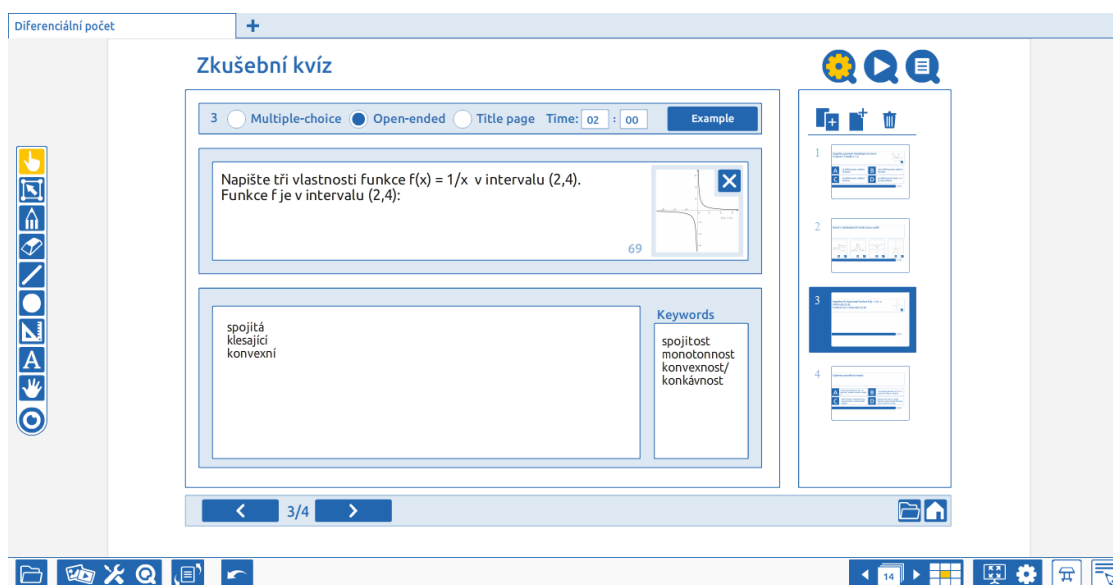 Diferenciální počet
Zkušební kvíz
3 Multiple-choice Open-ended Title page Time: 02 : 00 Example
Napište tři vlastnosti funkce f(x) = 1/x v intervalu (2,4).
Funkce f je v intervalu (2,4):
69
spojitá
klesající
konvexní
Keywords
spojitost
monotonnost
konvexnost/
konkávnost
1
A
B
C
D
2
3
4
A
B
C
D
3/4
A
14